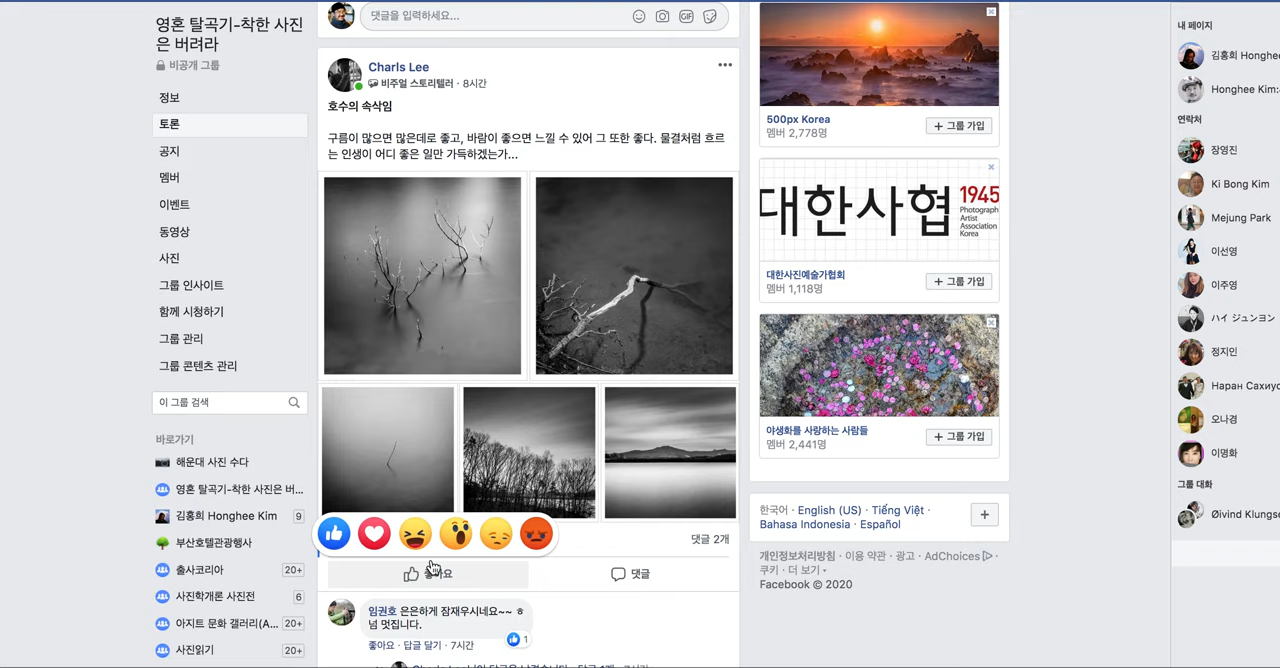 영혼 탈곡기-착한 사진
은 버려라
비공개 그룹
정보
토론
공지
멤버
이벤트
동영상
사진
그룹 인사이트
함께 시청하기
그룹 관리
그룹 콘텐츠 관리
이 그룹 검색
바로가기
해운대 사진 수다
영혼 탈곡기-착한 사진은 버...
김홍희 Honghee Kim 9
부산호텔관광행사
출사코리아 20+
사진학개론 사진전 6
아지트 문화 갤러리(A... 20+
사진읽기 20+
댓글을 입력하세요...
GIF
Charls Lee
비주얼 스토리텔러 · 8시간
호수의 속삭임
구름이 많으면 많은데로 좋고, 바람이 좋으면 느낄 수 있어 그 또한 좋다. 물결처럼 흐르
는 인생이 어디 좋은 일만 가득하겠는가...
댓글 2개
좋아요
댓글
임권호 은은하게 잠재우시네요~~ ㅎ
넘 멋집니다.
1
좋아요 · 답글 달기 · 7시간
500px Korea
멤버 2,778명
+ 그룹 가입
대한사협
1945
Photograph
Artist
Association
Korea
대한사진예술가협회
멤버 1,118명
+ 그룹 가입
야생화를 사랑하는 사람들
멤버 2,441명
+ 그룹 가입
한국어 · English (US) · Tiếng Việt ·
Bahasa Indonesia · Español
개인정보처리방침 · 이용 약관 · 광고 · AdChoices ·
쿠키 · 더 보기
Facebook © 2020
내 페이지
김홍희 Honghee
Honghee Kim:
연락처
장영진
Ki Bong Kim
Mejung Park
이선영
이주영
ハイ ジュンヨン
정지인
Наран Сахиус
오나경
이명화
그룹 대화
Øivind Klungse